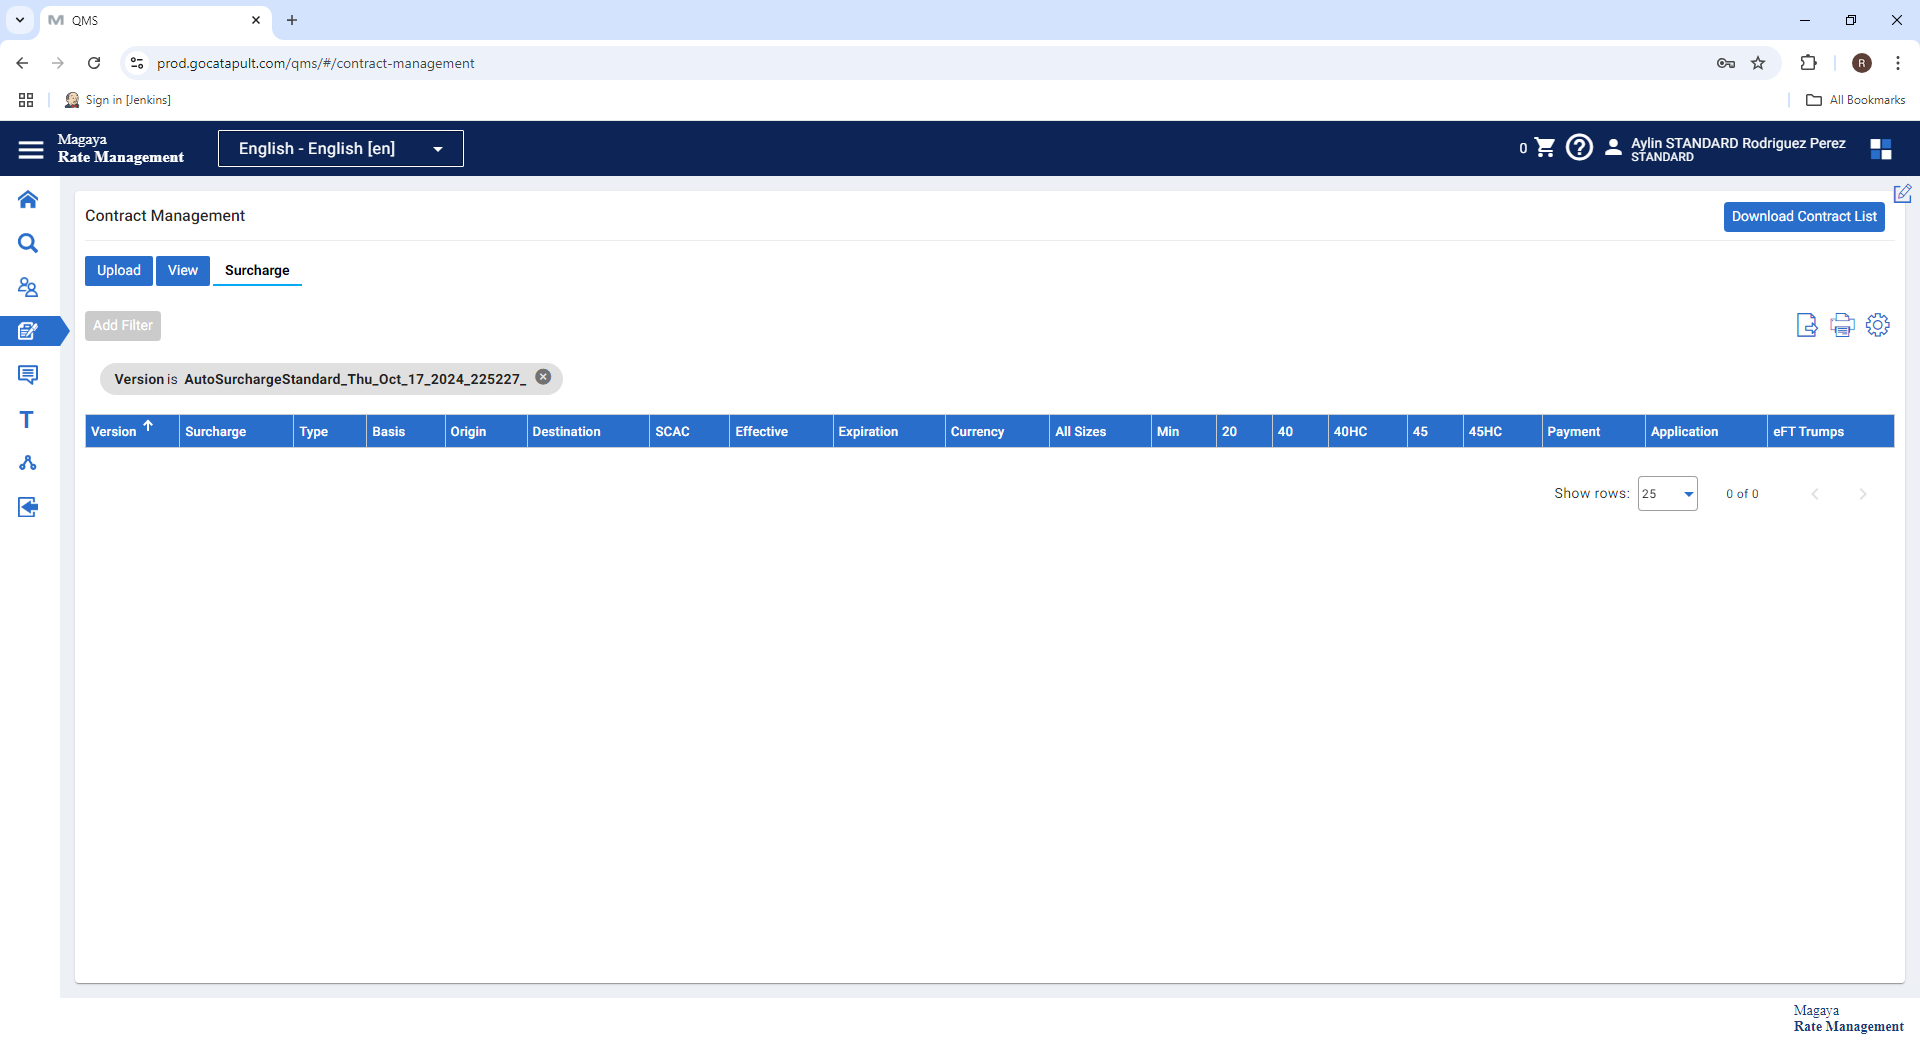 QMS
prod.gocatapult.com/qms/#/contract-management
R
Sign in [Jenkins]
All Bookmarks
Magaya
Rate Management
English - English [en]
0
Aylin STANDARD Rodriguez Perez
STANDARD
Contract Management
Download Contract List
Upload View Surcharge
Add Filter
Version is AutoSurchargeStandard_Thu_Oct_17_2024_225227_
Version Surcharge Type Basis Origin Destination SCAC Effective Expiration Currency All Sizes Min 20 40 40HC 45 45HC Payment Application eFT Trumps
Show rows: 25 0 of 0
T
Magaya
Rate Management